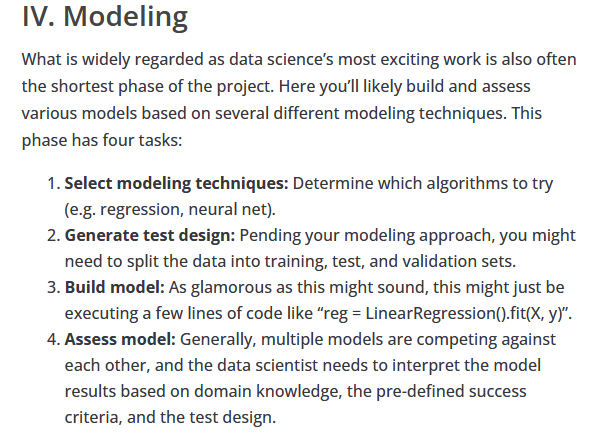 IV. Modeling
What is widely regarded as data science’s most exciting work is also often
the shortest phase of the project. Here you’ll likely build and assess
various models based on several different modeling techniques. This
phase has four tasks:
1. Select modeling techniques: Determine which algorithms to try
(e.g. regression, neural net).
2. Generate test design: Pending your modeling approach, you might
need to split the data into training, test, and validation sets.
3. Build model: As glamorous as this might sound, this might just be
executing a few lines of code like “reg = LinearRegression().fit(X, y)”.
4. Assess model: Generally, multiple models are competing against
each other, and the data scientist needs to interpret the model
results based on domain knowledge, the pre-defined success
criteria, and the test design.